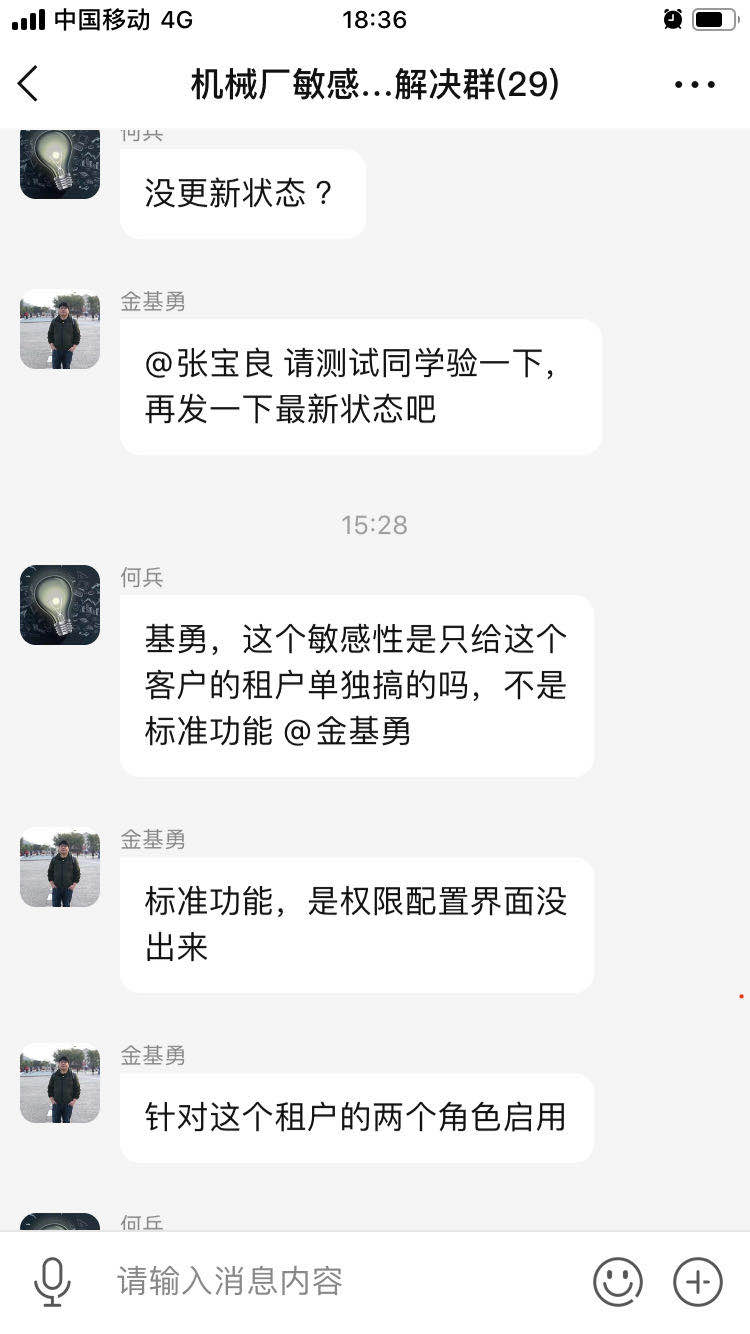 中国移动 4G
18:36
机械厂敏感...解决群(29)
何兵
没更新状态？
金基勇
@张宝良 请测试同学验一下，
再发一下最新状态吧
15:28
何兵
基勇，这个敏感性是只给这个
客户的租户单独搞的吗，不是
标准功能 @金基勇
金基勇
标准功能，是权限配置界面没
出来
金基勇
针对这个租户的两个角色启用
何兵
请输入消息内容